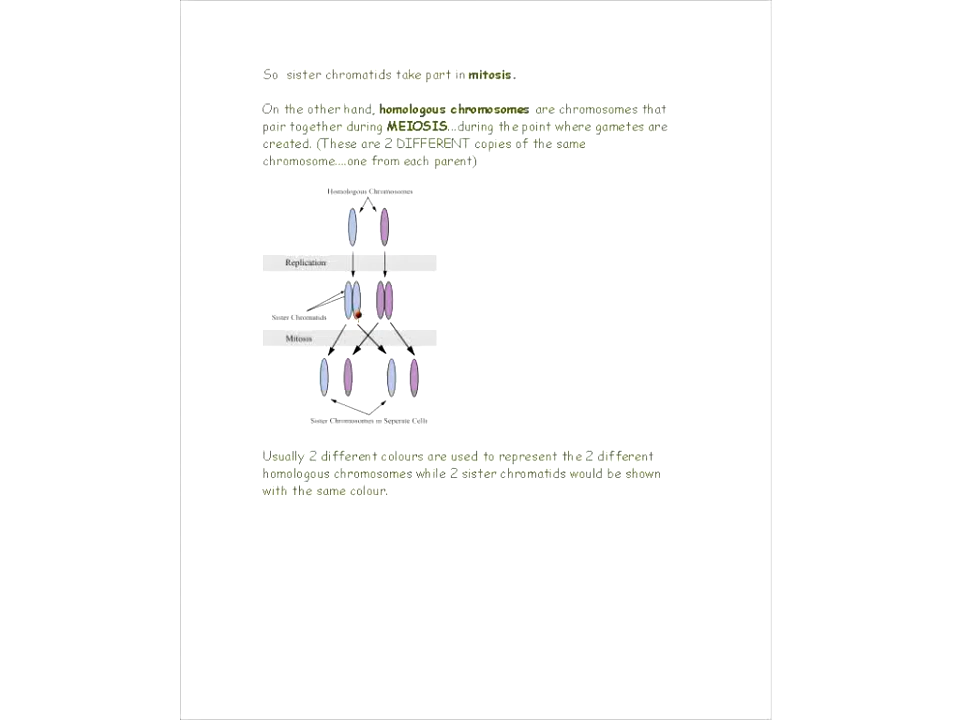 So sister chromatids take part in mitosis.
On the other hand, homologous chromosomes are chromosomes that
pair together during MEIOSIS...during the point where gametes are
created. (These are 2 DIFFERENT copies of the same
chromosome....one from each parent)
Homologous Chromosomes
Replication
Sister Chromatids
Mitosis
Sister Chromosomes in Seperate Cells
Usually 2 different colours are used to represent the 2 different
homologous chromosomes while 2 sister chromatids would be shown
with the same colour.